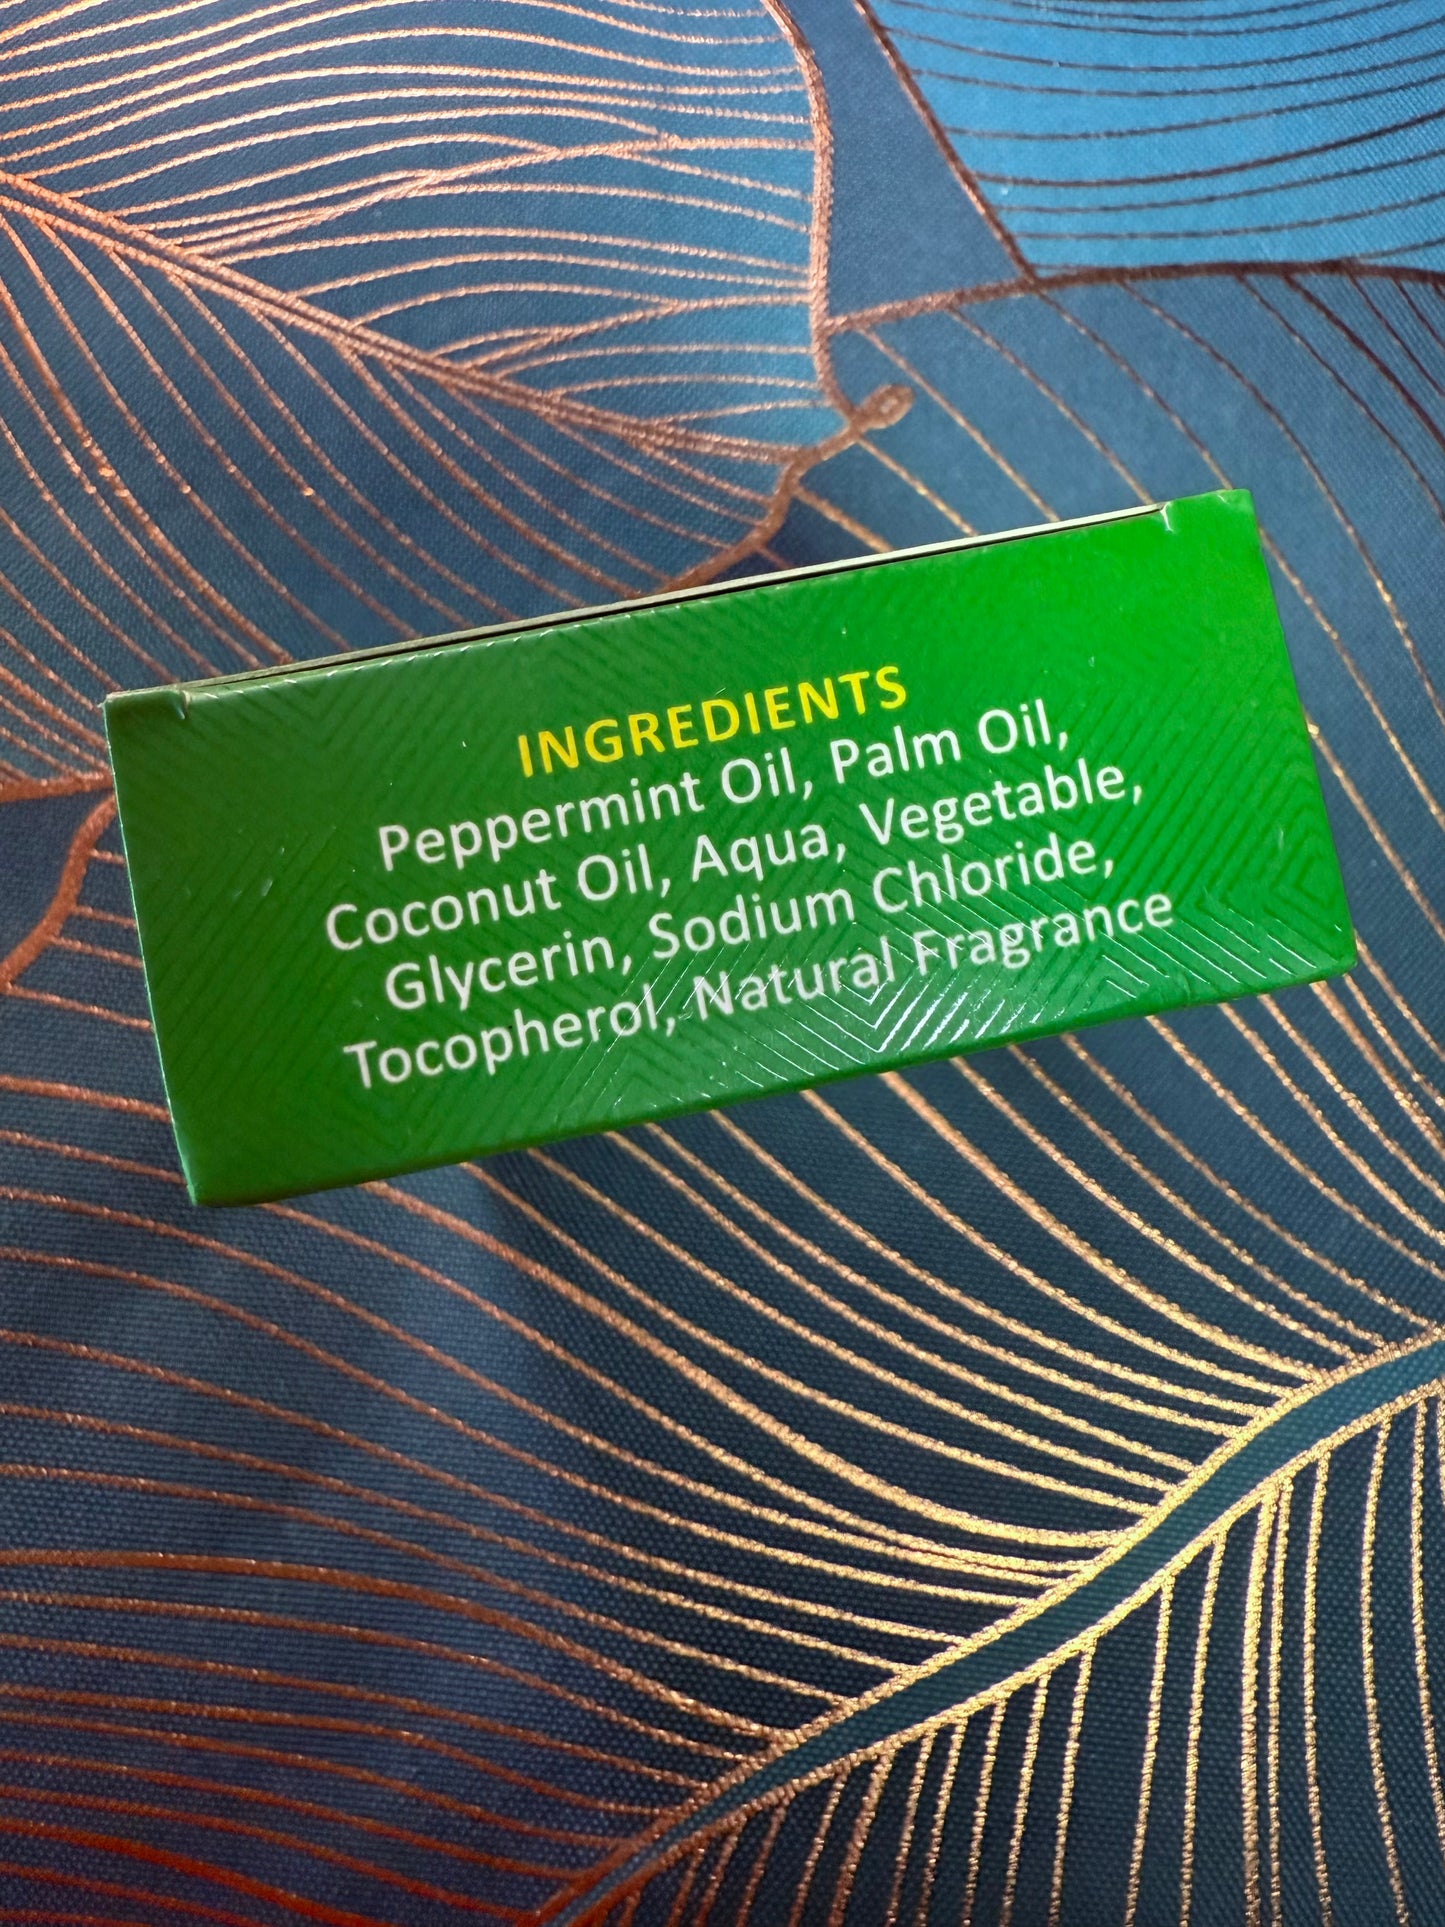 INGREDIENTS
Peppermint Oil, Palm Oil,
Coconut Oil, Aqua, Vegetable,
Glycerin, Sodium Chloride,
Tocopherol, Natural Fragrance